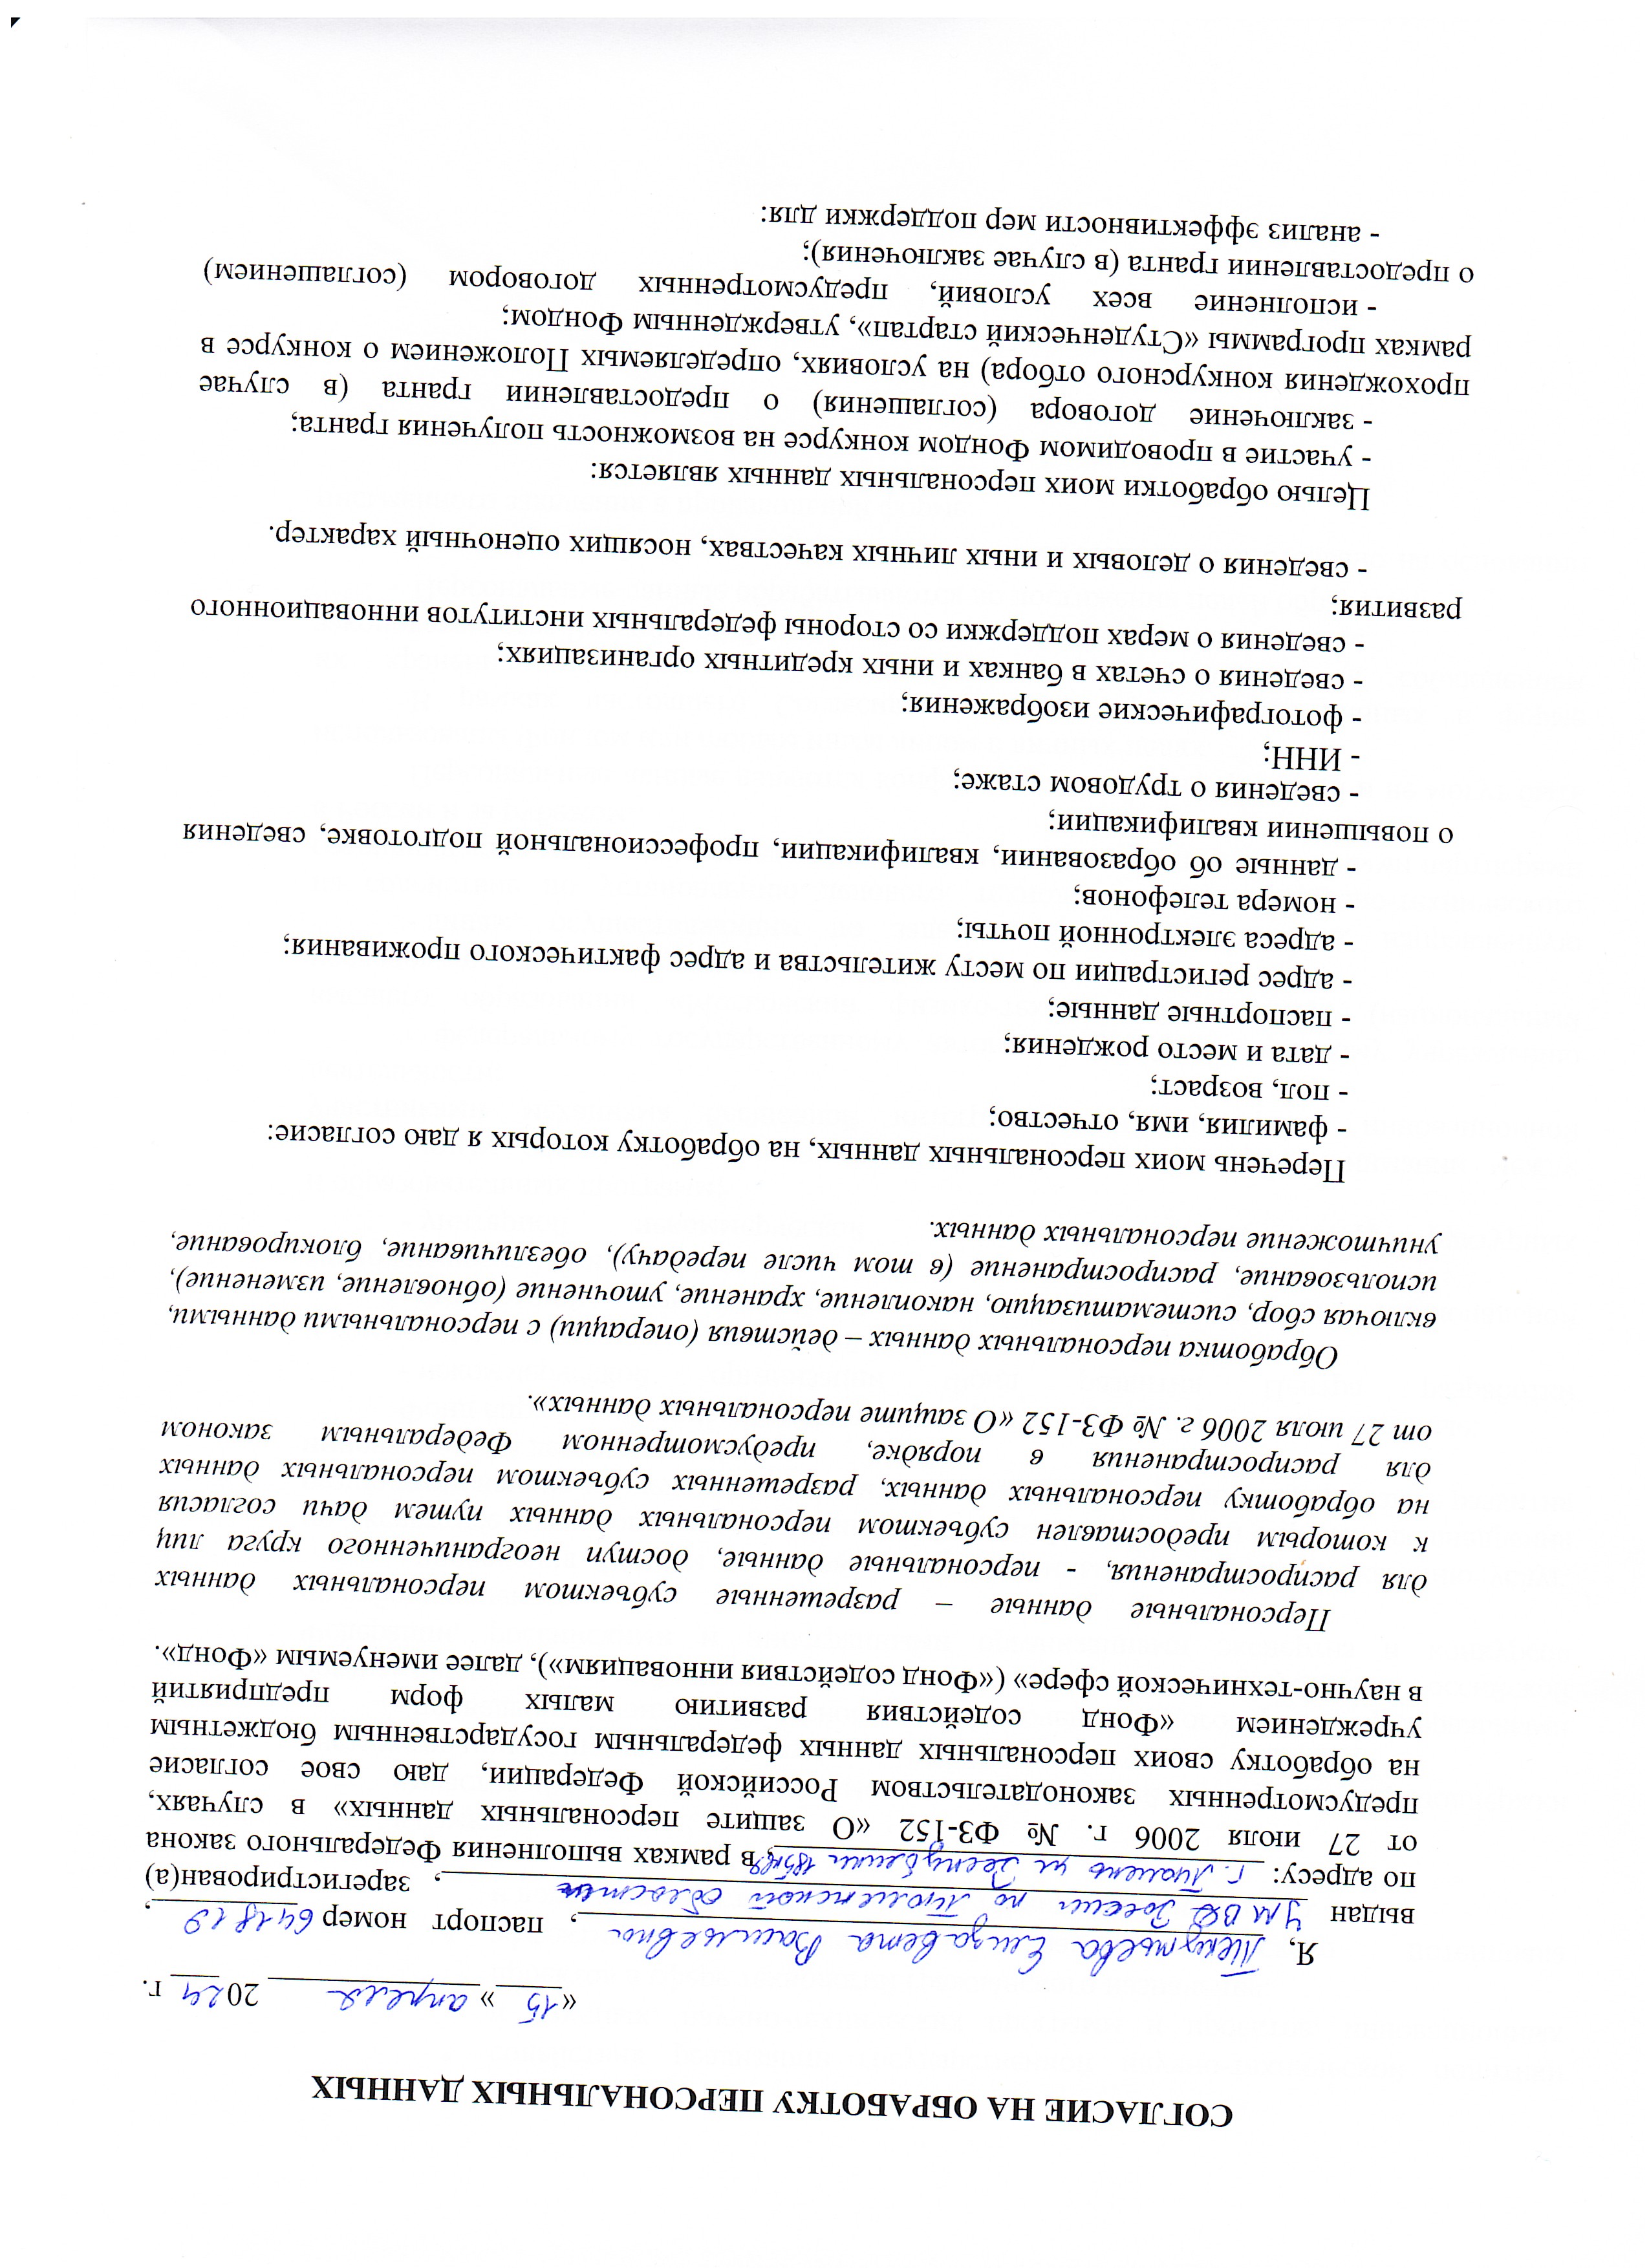 СОГЛАСИЕ НА ОБРАБОТКУ ПЕРСОНАЛЬНЫХ ДАННЫХ
«15» апреля 2024 г.
Я, Текутьева Елизавета Васильевна, паспорт номер 641819,
выдан УМВД России по Тюменской области, зарегистрирован(а)
по адресу: г. Тюмень ул Республики 185 кв9, в рамках выполнения Федерального закона
от 27 июля 2006 г. № ФЗ-152 «О защите персональных данных» в случаях,
предусмотренных законодательством Российской Федерации, даю свое согласие
на обработку своих персональных данных федеральным государственным бюджетным
учреждением «Фонд содействия развитию малых форм предприятий
в научно-технической сфере» («Фонд содействия инновациям»), далее именуемым «Фонд».
Персональные данные – разрешенные субъектом персональных данных
для распространения, - персональные данные, доступ неограниченного круга лиц
к которым предоставлен субъектом персональных данных путем дачи согласия
на обработку персональных данных, разрешенных субъектом персональных данных
для распространения в порядке, предусмотренном Федеральным законом
от 27 июля 2006 г. № ФЗ-152 «О защите персональных данных».
Обработка персональных данных – действия (операции) с персональными данными,
включая сбор, систематизацию, накопление, хранение, уточнение (обновление, изменение),
использование, распространение (в том числе передачу), обезличивание, блокирование,
уничтожение персональных данных.
Перечень моих персональных данных, на обработку которых я даю согласие:
- фамилия, имя, отчество;
- пол, возраст;
- дата и место рождения;
- паспортные данные;
- адрес регистрации по месту жительства и адрес фактического проживания;
- адреса электронной почты;
- номера телефонов;
- данные об образовании, квалификации, профессиональной подготовке, сведения
о повышении квалификации;
- сведения о трудовом стаже;
- ИНН;
- фотографические изображения;
- сведения о счетах в банках и иных кредитных организациях;
- сведения о мерах поддержки со стороны федеральных институтов инновационного
развития;
- сведения о деловых и иных личных качествах, носящих оценочный характер.
Целью обработки моих персональных данных является:
- участие в проводимом Фондом конкурсе на возможность получения гранта;
- заключение договора (соглашения) о предоставлении гранта (в случае
прохождения конкурсного отбора) на условиях, определяемых Положением о конкурсе в
рамках программы «Студенческий стартап», утвержденным Фондом;
- исполнение всех условий, предусмотренных договором (соглашением)
о предоставлении гранта (в случае заключения);
- анализ эффективности мер поддержки для: